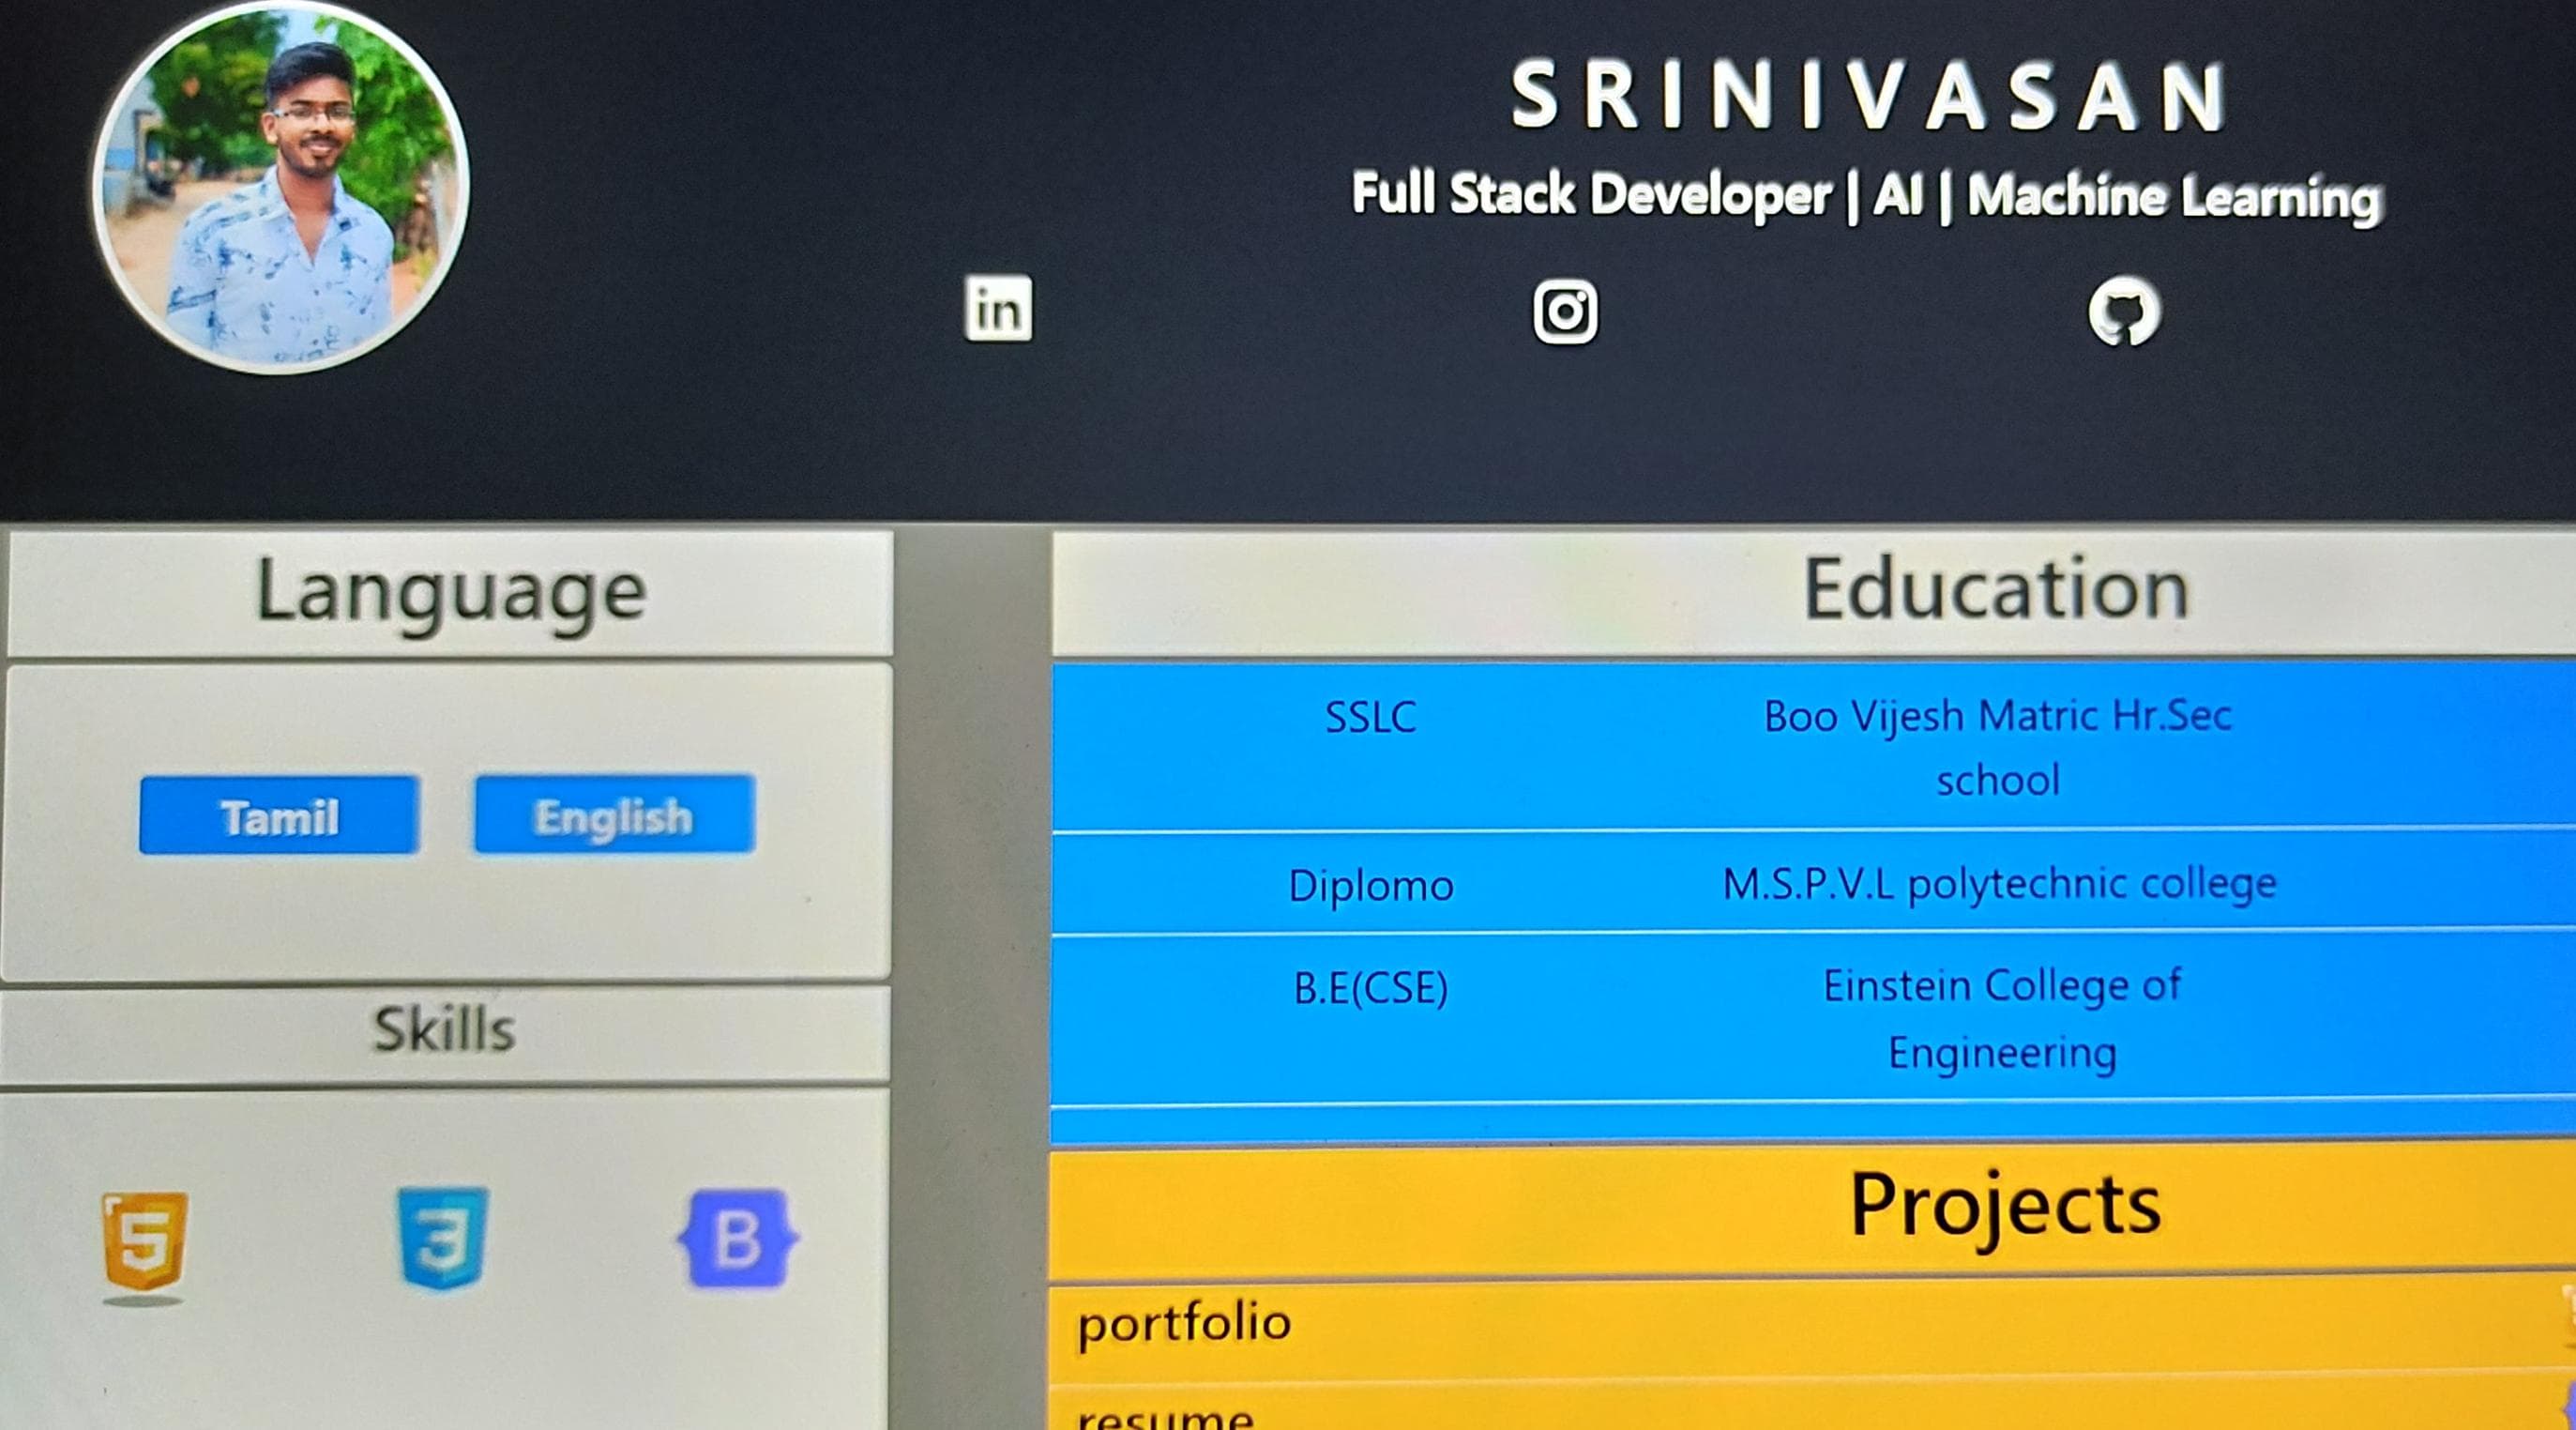 SRINIVASAN
Full Stack Developer | AI | Machine Learning
in
Language
Tamil
English
Skills
5
3
B
Education
SSLC
Boo Vijesh Matric Hr.Sec
school
Diplomo
M.S.P.V.L polytechnic college
B.E(CSE)
Einstein College of
Engineering
Projects
portfolio
resume